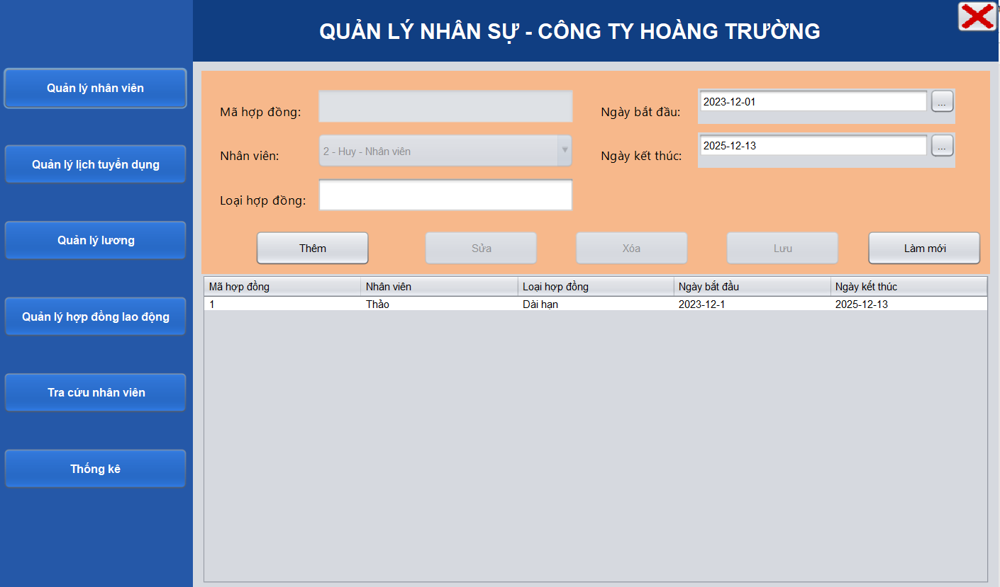 QUẢN LÝ NHÂN SỰ - CÔNG TY HOÀNG TRƯỜNG
Quản lý nhân viên
Quản lý lịch tuyển dụng
Quản lý lương
Quản lý hợp đồng lao động
Tra cứu nhân viên
Thống kê
Mã hợp đồng:
Ngày bắt đầu: 2023-12-01 ...
Nhân viên: 2 - Huy - Nhân viên
Ngày kết thúc: 2025-12-13 ...
Loại hợp đồng:
Thêm Sửa Xóa Lưu Làm mới
Mã hợp đồng Nhân viên Loại hợp đồng Ngày bắt đầu Ngày kết thúc
1 Thảo Dài hạn 2023-12-1 2025-12-13